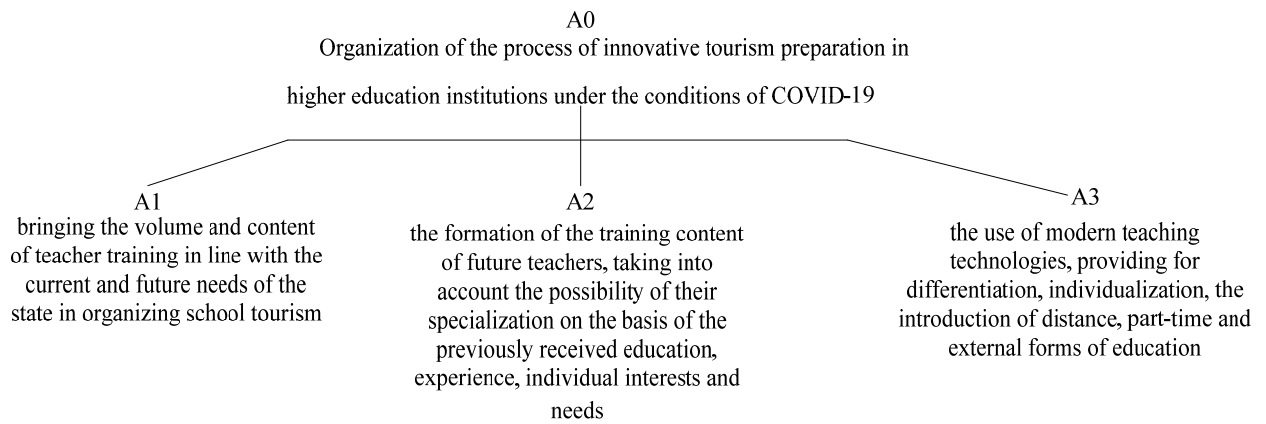 A0
Organization of the process of innovative tourism preparation in
higher education institutions under the conditions of COVID-19
A1
bringing the volume and content
of teacher training in line with the
current and future needs of the
state in organizing school tourism
A2
the formation of the training content
of future teachers, taking into
account the possibility of their
specialization on the basis of the
previously received education,
experience, individual interests and
needs
A3
the use of modern teaching
technologies, providing for
differentiation, individualization, the
introduction of distance, part-time and
external forms of education